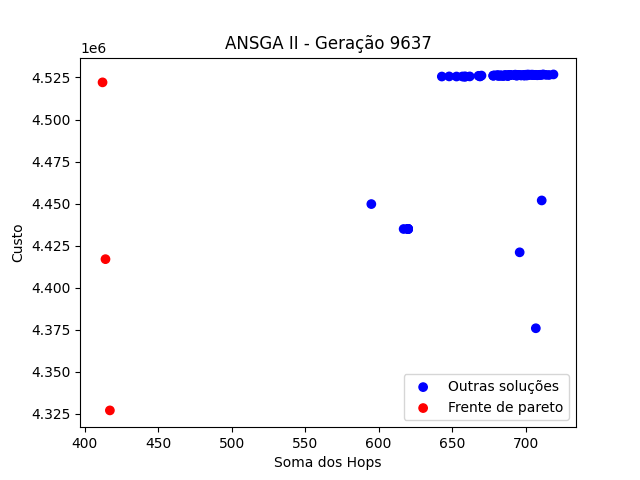 ANSGA II - Geração 9637
1e6
4.525
4.500
4.475
4.450
4.425
4.400
4.375
4.350
4.325
Custo
400 450 500 550 600 650 700
Soma dos Hops
Outras soluções
Frente de pareto